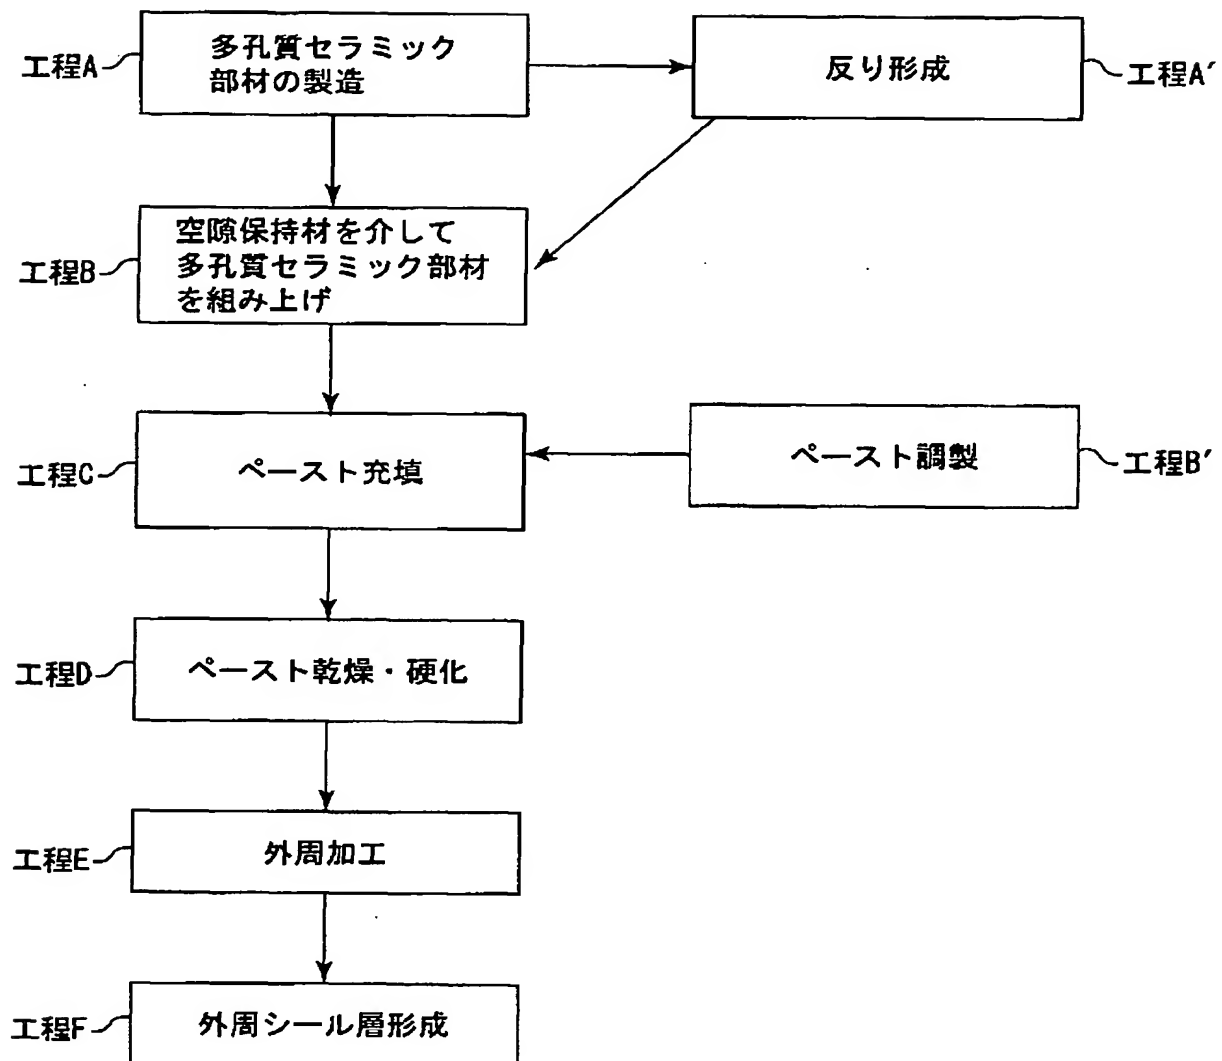 工程A
多孔質セラミック
部材の製造
反り形成
工程A′
工程B
空隙保持材を介して
多孔質セラミック部材
を組み上げ
工程C
ペースト充填
ペースト調製
工程B′
工程D
ペースト乾燥・硬化
工程E
外周加工
工程F
外周シール層形成